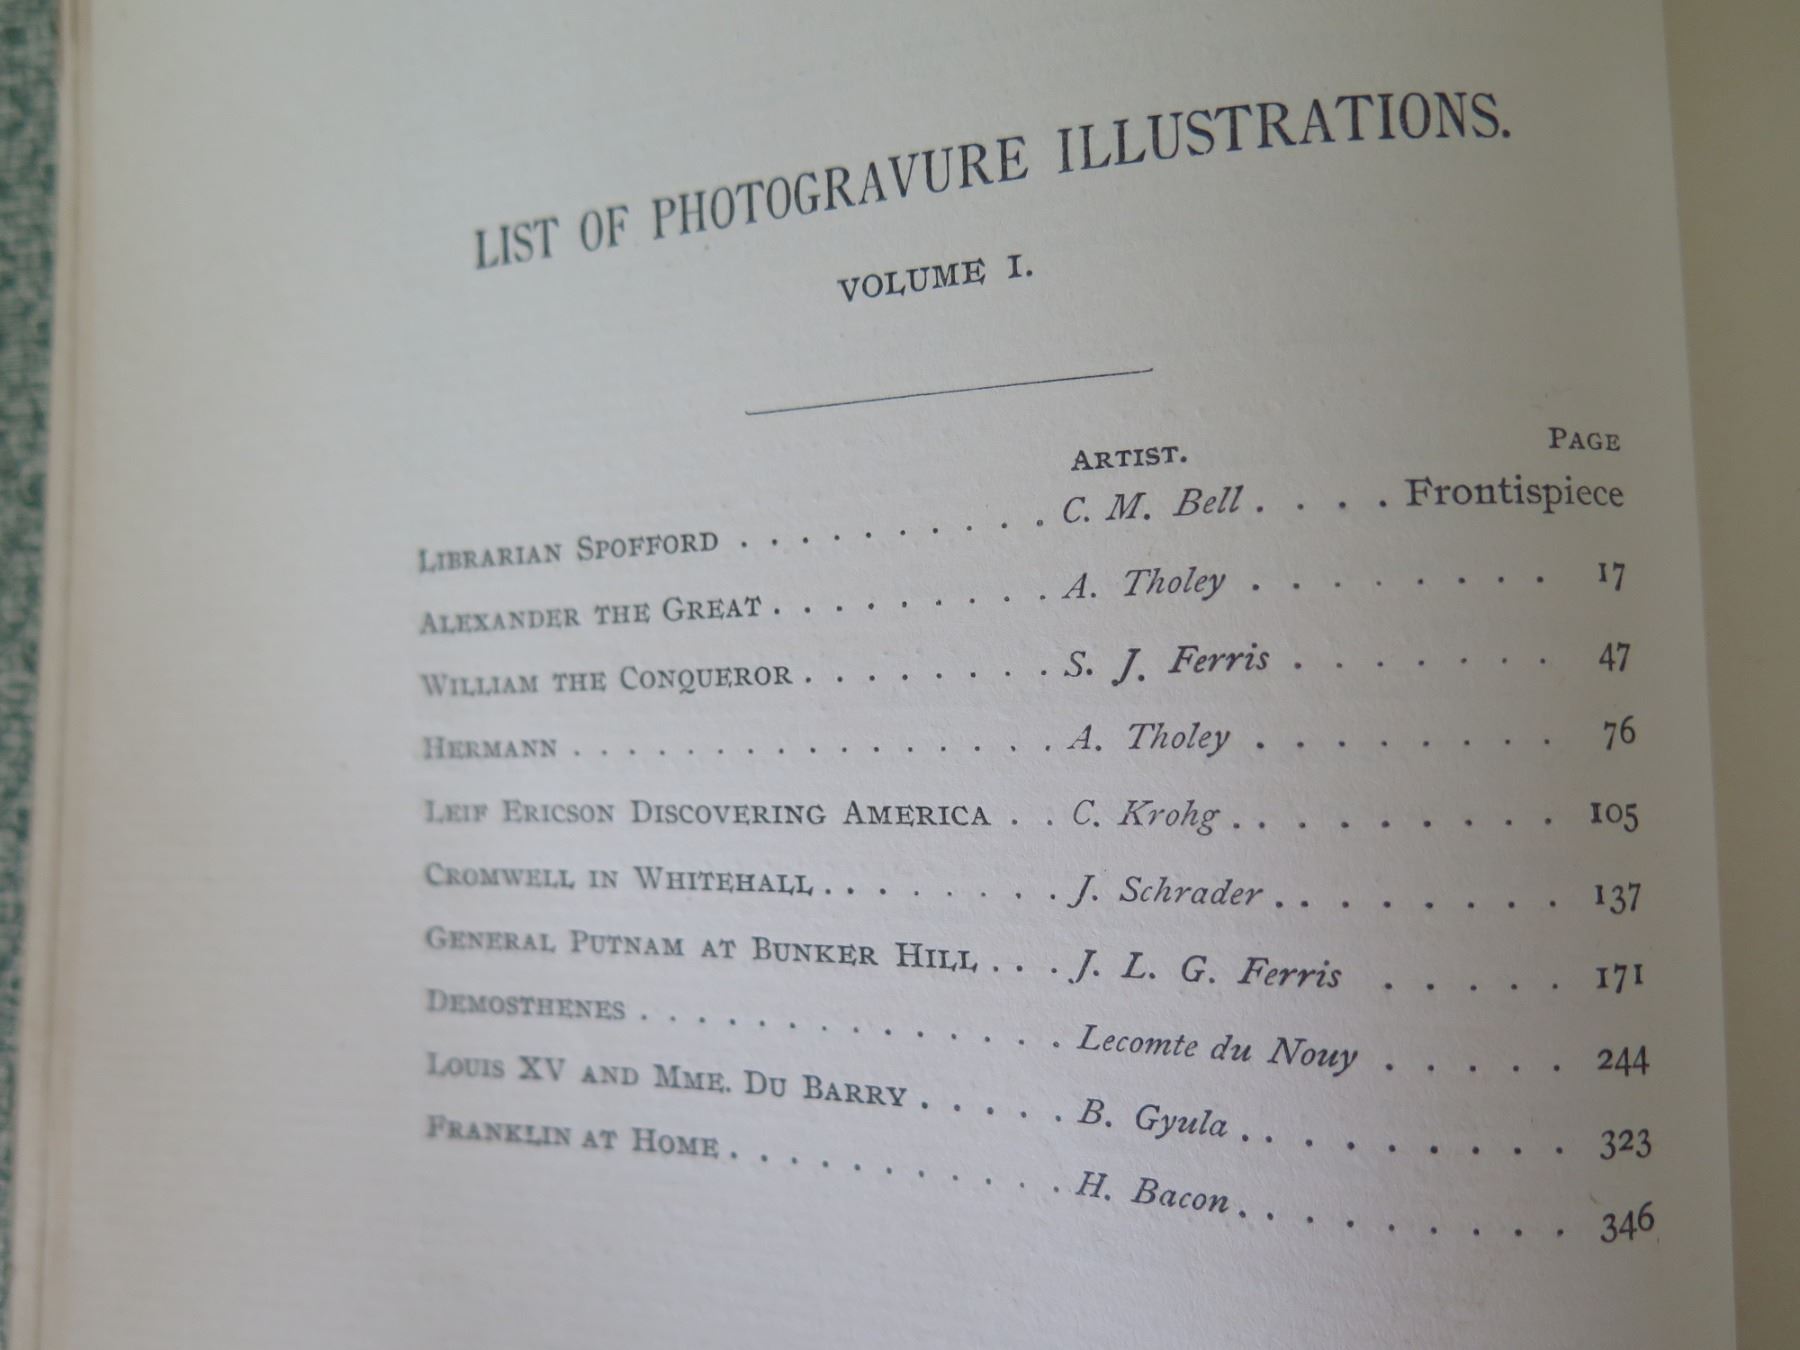 LIST OF PHOTOGRAVURE ILLUSTRATIONS.
VOLUME I.
ARTIST. PAGE
LIBRARIAN SPOFFORD . . . . . . . . . . C. M. Bell . . . . Frontispiece
ALEXANDER THE GREAT . . . . . . . . . A. Tholey . . . . . . . . 17
WILLIAM THE CONQUEROR . . . . . . . . S. J. Ferris . . . . . . . 47
HERMANN . . . . . . . . . . . . . . . . A. Tholey . . . . . . . . 76
LEIF ERICSON DISCOVERING AMERICA . . C. Krohg . . . . . . . . . 105
CROMWELL IN WHITEHALL . . . . . . . . J. Schrader . . . . . . . . 137
GENERAL PUTNAM AT BUNKER HILL . . . J. L. G. Ferris . . . . . 171
DEMOSTHENES . . . . . . . . . . . . . . Lecomte du Nouy . . . . . 244
LOUIS XV AND MME. DU BARRY . . . . . B. Gyula . . . . . . . . . 323
FRANKLIN AT HOME . . . . . . . . . . . H. Bacon . . . . . . . . . 346